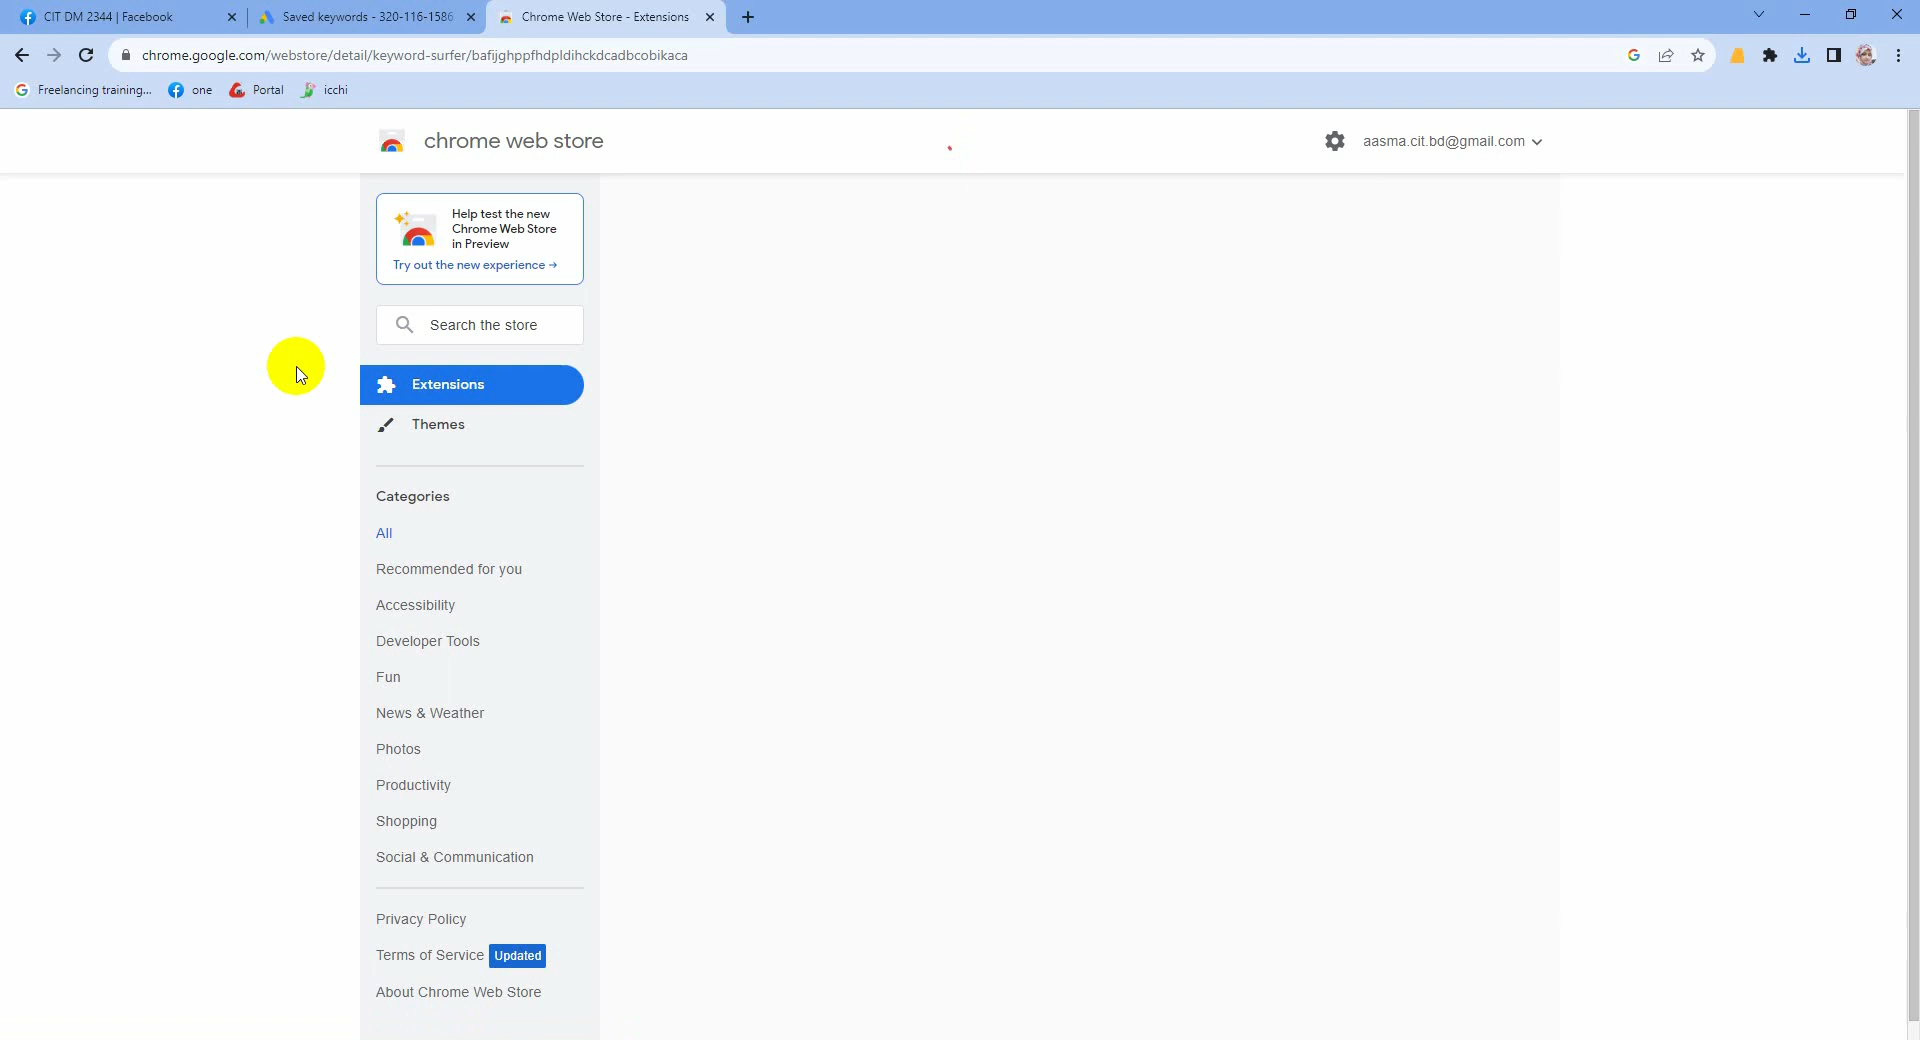 CIT DM 2344 | Facebook
Saved keywords - 320-116-1586
Chrome Web Store - Extensions
chrome.google.com/webstore/detail/keyword-surfer/bafijghppfhdpldihckdcadbcobikaca
Freelancing training...
one
Portal
icchi
chrome web store
aasma.cit.bd@gmail.com
Help test the new
Chrome Web Store
in Preview
Try out the new experience →
Search the store
Extensions
Themes
Categories
All
Recommended for you
Accessibility
Developer Tools
Fun
News & Weather
Photos
Productivity
Shopping
Social & Communication
Privacy Policy
Terms of Service Updated
About Chrome Web Store